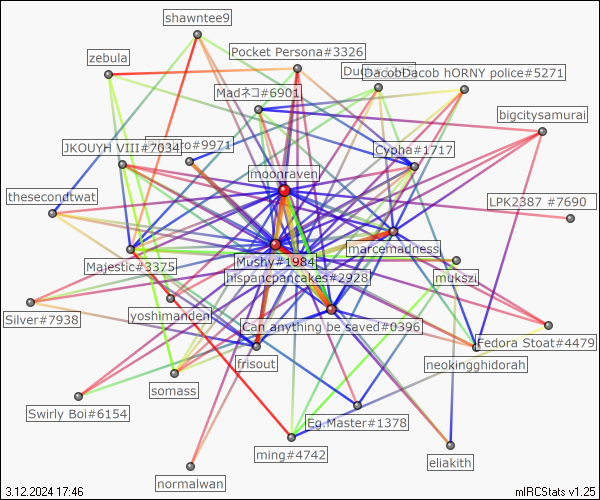 shawntee9
Pocket Persona#3326
zebula
DacobDacob hORNY police#5271
Madネコ#6901
bigcitysamurai
JKOUYH VIII#7034
#9971
Cypha#1717
moonraven
thesecondtwat
LPK2387 #7690
marcemadness
Mushy#1984
Majestic#3375
hispancpancakes#2928
mukszi
Silver#7938
yoshimanden
Can anything be saved#0396
Fedora Stoat#4479
frisout
neokingghidorah
somass
Swirly Boi#6154
Eg.Master#1378
ming#4742
eliakith
normalwan
3.12.2024 17:46
mIRCStats v1.25